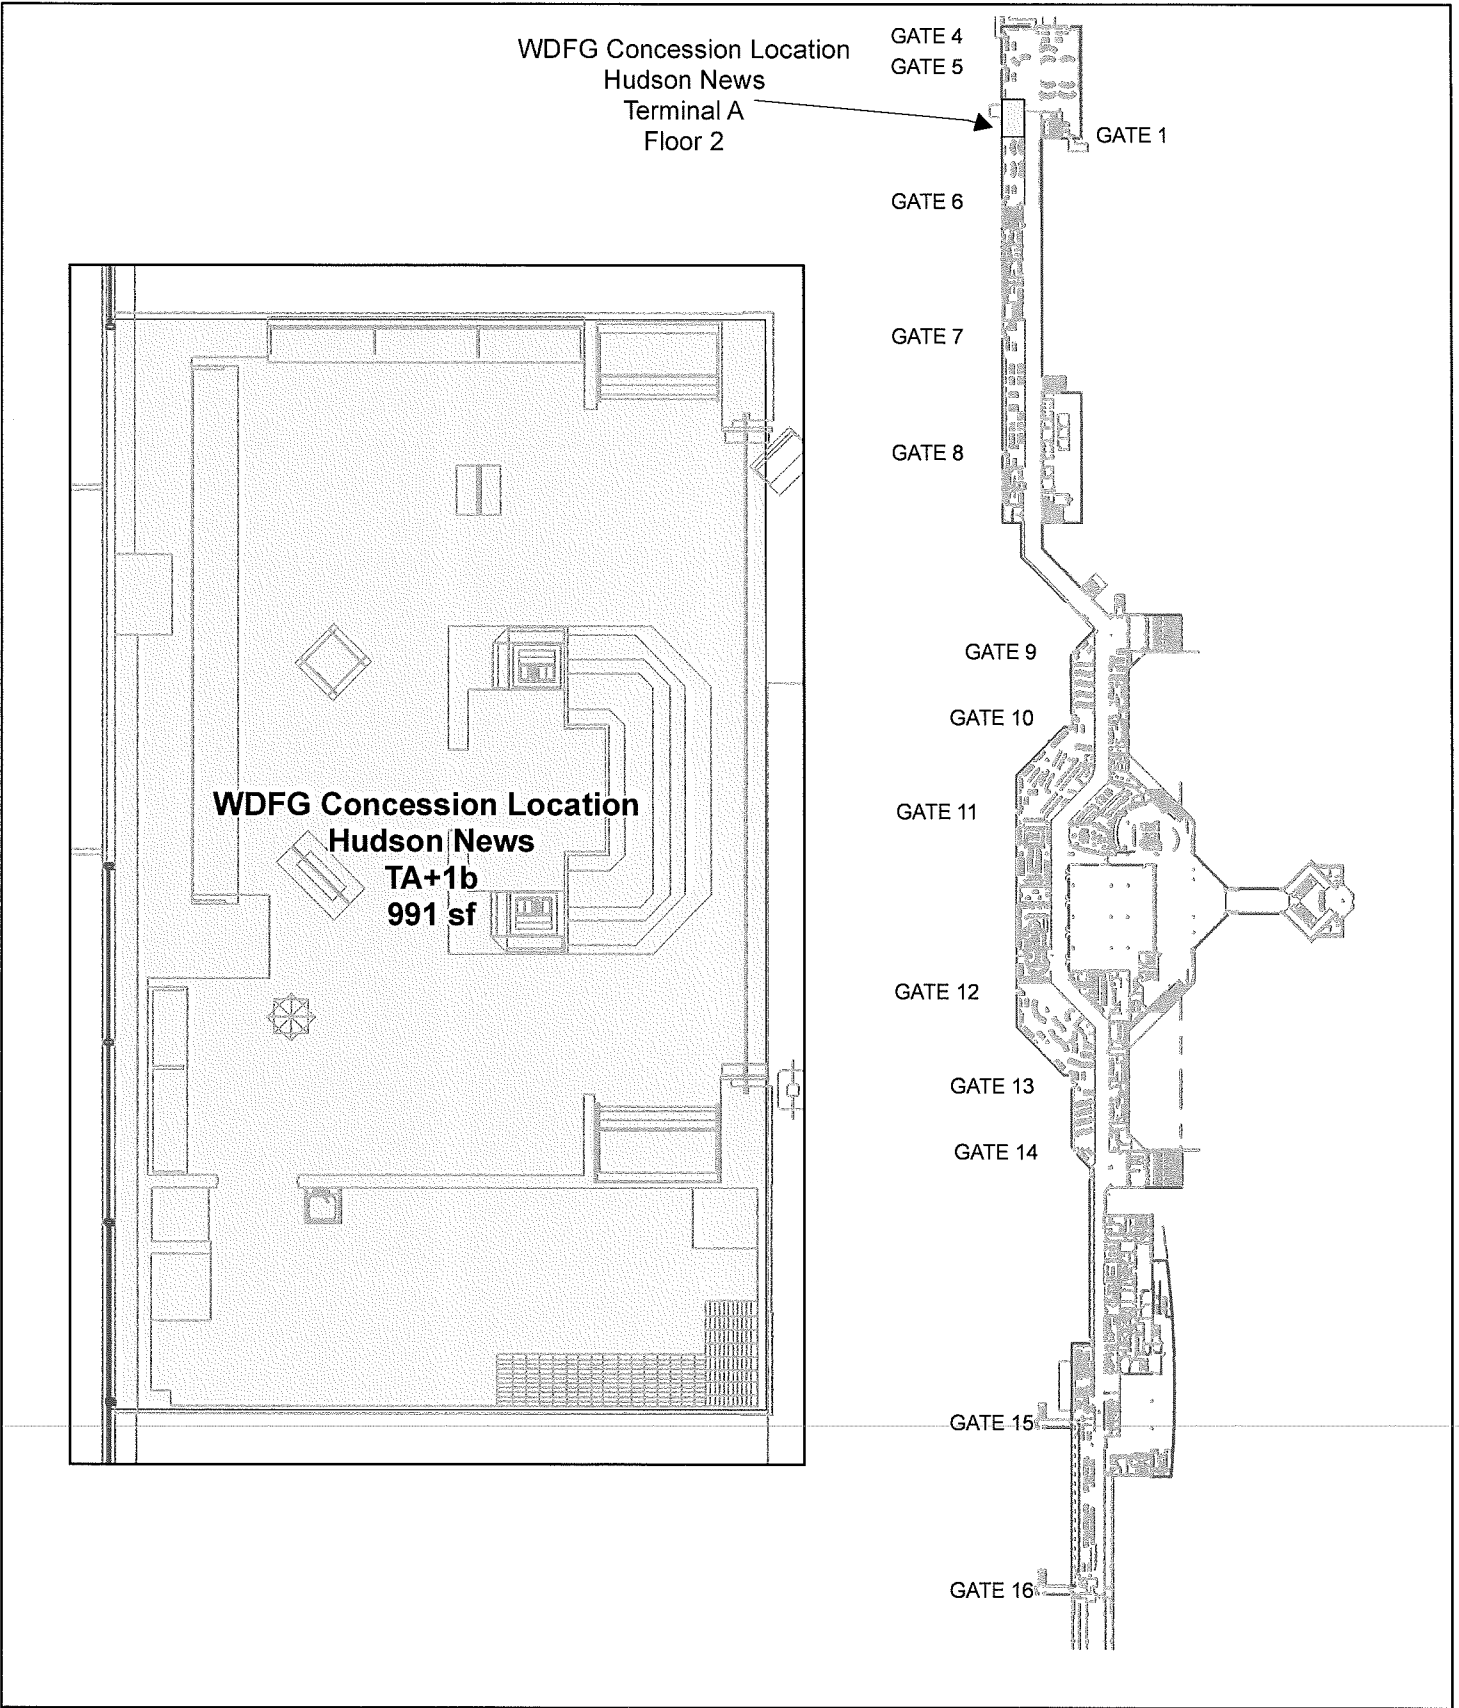 WDFG Concession Location
Hudson News
Terminal A
Floor 2
GATE 4
GATE 5
GATE 1
GATE 6
GATE 7
GATE 8
GATE 9
GATE 10
GATE 11
GATE 12
GATE 13
GATE 14
GATE 15
GATE 16
WDFG Concession Location
Hudson News
TA+1b
991 sf